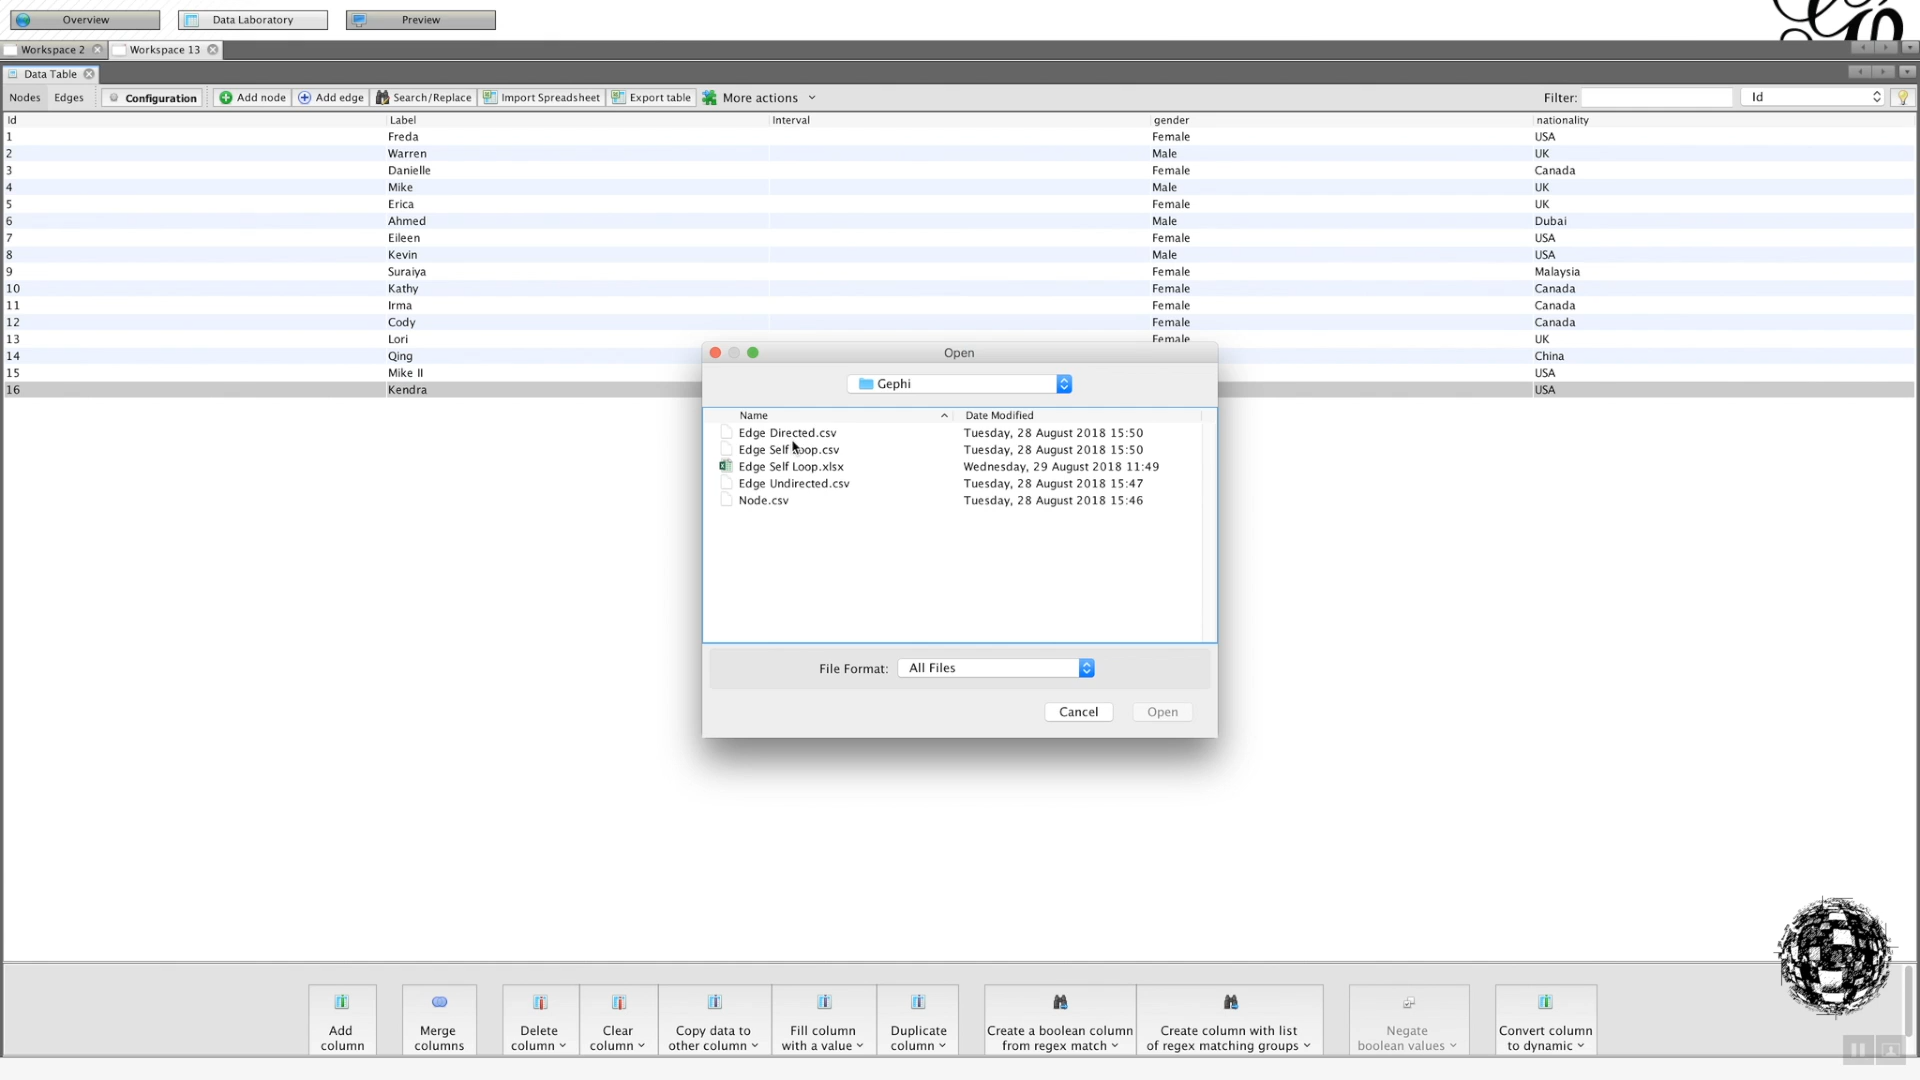 Overview Data Laboratory Preview
Workspace 2 Workspace 13
Data Table
Nodes Edges Configuration Add node Add edge Search/Replace Import Spreadsheet Export table More actions Filter: Id
Id Label Interval gender nationality
1 Freda Female USA
2 Warren Male UK
3 Danielle Female Canada
4 Mike Male UK
5 Erica Female UK
6 Ahmed Male Dubai
7 Eileen Female USA
8 Kevin Male USA
9 Suraiya Female Malaysia
10 Kathy Female Canada
11 Irma Female Canada
12 Cody Female Canada
13 Lori Female UK
14 Qing China
15 Mike II USA
16 Kendra USA
Open
Gephi
Name Date Modified
Edge Directed.csv Tuesday, 28 August 2018 15:50
Edge Self Loop.csv Tuesday, 28 August 2018 15:50
Edge Self Loop.xlsx Wednesday, 29 August 2018 11:49
Edge Undirected.csv Tuesday, 28 August 2018 15:47
Node.csv Tuesday, 28 August 2018 15:46
File Format: All Files
Cancel Open
Add Merge Delete Clear Copy data to Fill column Duplicate Create a boolean column Create column with list Negate Convert column
column columns column column other column with a value column from regex match of regex matching groups boolean values to dynamic